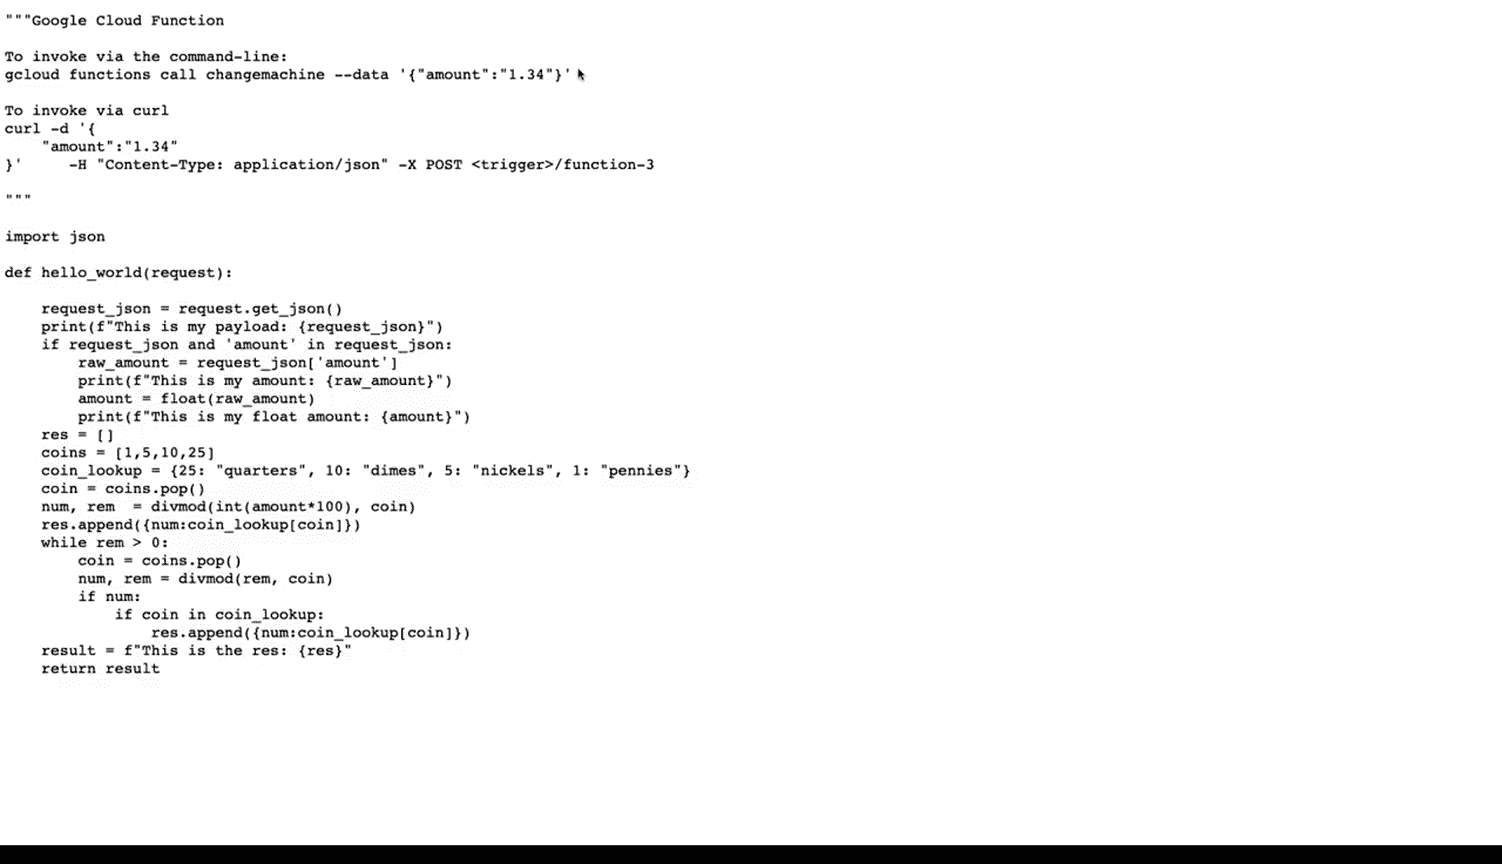 """Google Cloud Function
To invoke via the command-line:
gcloud functions call changemachine --data '{"amount":"1.34"}'
To invoke via curl
curl -d '{
    "amount":"1.34"
}'     -H "Content-Type: application/json" -X POST <trigger>/function-3
"""
import json
def hello_world(request):
    request_json = request.get_json()
    print(f"This is my payload: {request_json}")
    if request_json and 'amount' in request_json:
        raw_amount = request_json['amount']
        print(f"This is my amount: {raw_amount}")
        amount = float(raw_amount)
        print(f"This is my float amount: {amount}")
    res = []
    coins = [1,5,10,25]
    coin_lookup = {25: "quarters", 10: "dimes", 5: "nickels", 1: "pennies"}
    coin = coins.pop()
    num, rem  = divmod(int(amount*100), coin)
    res.append({num:coin_lookup[coin]})
    while rem > 0:
        coin = coins.pop()
        num, rem = divmod(rem, coin)
        if num:
            if coin in coin_lookup:
                res.append({num:coin_lookup[coin]})
    result = f"This is the res: {res}"
    return result